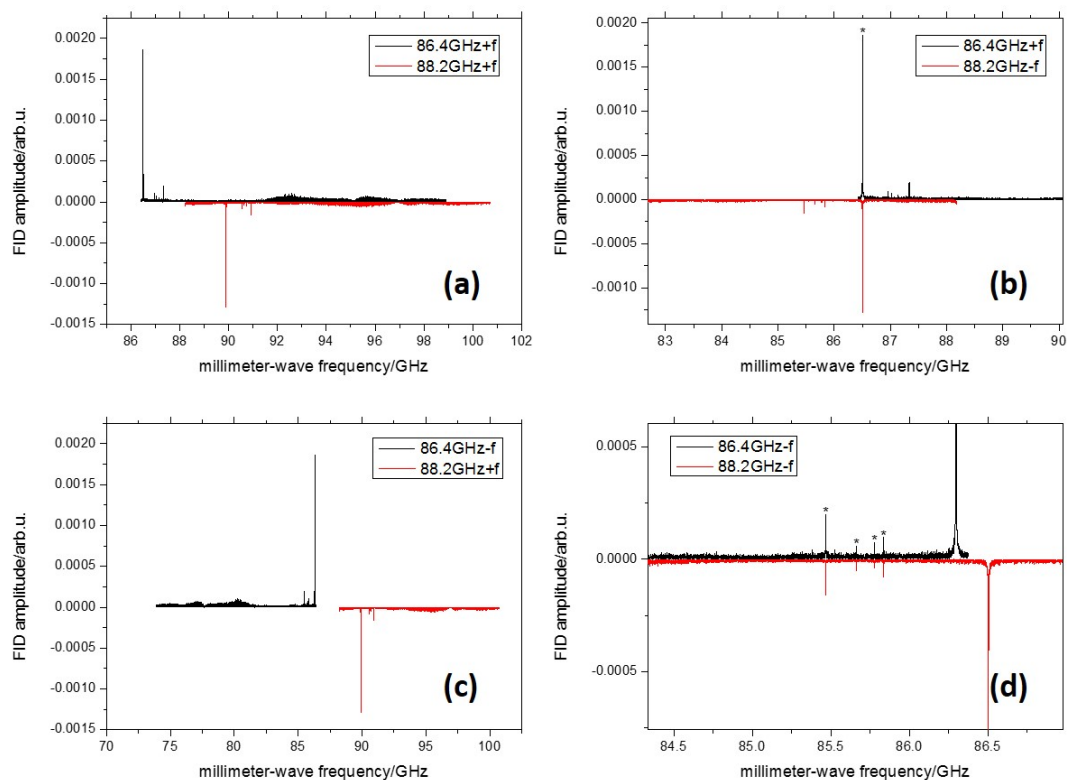 0.0020
0.0015
0.0010
0.0005
0.0000
-0.0005
-0.0010
-0.0015
FID amplitude/arb.u.
86.4GHz+f
88.2GHz+f
(a)
86 88 90 92 94 96 98 100 102
millimeter-wave frequency/GHz
0.0020
0.0015
0.0010
0.0005
0.0000
-0.0005
-0.0010
FID amplitude/arb.u.
*
86.4GHz+f
88.2GHz-f
(b)
83 84 85 86 87 88 89 90
millimeter-wave frequency/GHz
0.0020
0.0015
0.0010
0.0005
0.0000
-0.0005
-0.0010
-0.0015
FID amplitude/arb.u.
86.4GHz-f
88.2GHz+f
(c)
70 75 80 85 90 95 100
millimeter-wave frequency/GHz
0.0005
0.0000
-0.0005
FID amplitude/arb.u.
86.4GHz-f
88.2GHz-f
* * * *
(d)
84.5 85.0 85.5 86.0 86.5
millimeter-wave frequency/GHz